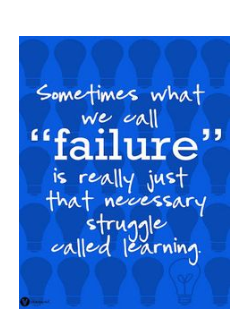 Sometimes what
we call
“failure”
is really just
that necessary
struggle
called learning.